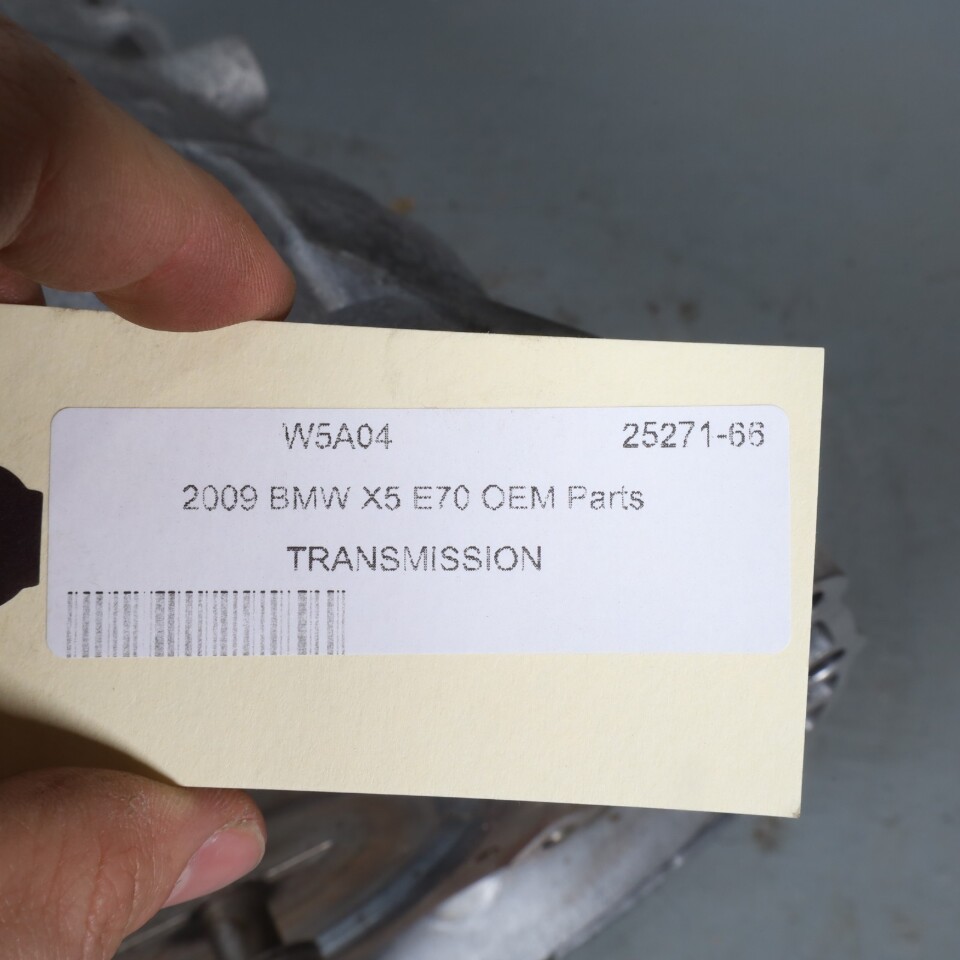 W5A04 25271-66
2009 BMW X5 E70 OEM Parts
TRANSMISSION